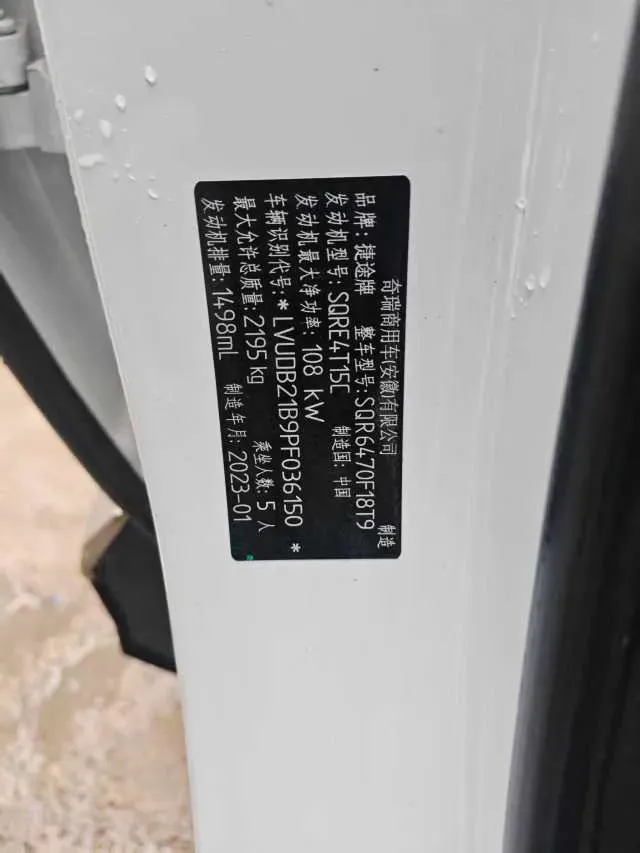 奇瑞商用车(安徽)有限公司 制造
品牌: 捷途牌 整车型号: SQR6470F18T9
发动机型号: SQRE4T15C 制造国: 中国
发动机最大净功率: 108 kW
车辆识别代号: *LVUDB21B9PF036150*
最大允许总质量: 2195 kg 乘坐人数: 5 人
发动机排量: 1498mL 制造年月: 2023-01